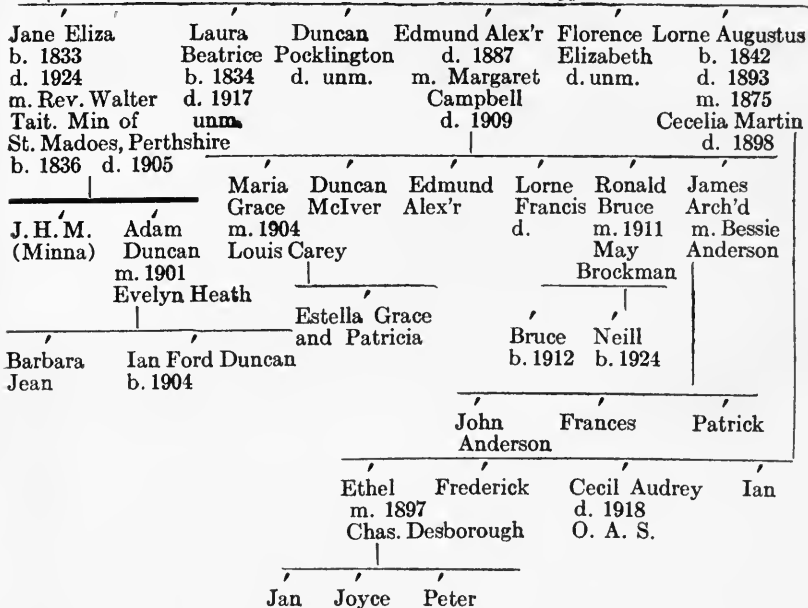 Jane Eliza
b. 1833
d. 1924
m. Rev. Walter
Tait. Min of
St. Madoes, Perthshire
b. 1836 d. 1905
Laura
Beatrice
b. 1834
d. 1917
unm.
Duncan
Pocklington
d. unm.
Edmund Alex'r
d. 1887
m. Margaret
Campbell
d. 1909
Florence
Elizabeth
d. unm.
Lorne Augustus
b. 1842
d. 1893
m. 1875
Cecelia Martin
d. 1898
J. H. M.
(Minna)
Adam
Duncan
m. 1901
Evelyn Heath
Maria
Grace
m. 1904
Louis Carey
Duncan
McIver
Edmund
Alex'r
Lorne
Francis
d.
Ronald
Bruce
m. 1911
May
Brockman
James
Arch'd
m. Bessie
Anderson
Barbara
Jean
Ian Ford Duncan
b. 1904
Estella Grace
and Patricia
Bruce
b. 1912
Neill
b. 1924
John
Anderson
Frances
Patrick
Ethel
m. 1897
Chas. Desborough
Frederick
Cecil Audrey
d. 1918
O. A. S.
Ian
Jan
Joyce
Peter